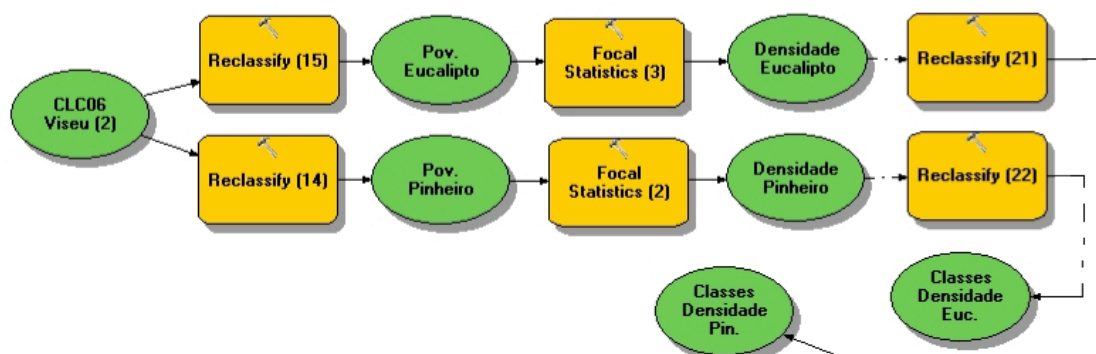 CLC06
Viseu (2)
Reclassify (15)
Pov.
Eucalipto
Focal
Statistics (3)
Densidade
Eucalipto
Reclassify (21)
Reclassify (14)
Pov.
Pinheiro
Focal
Statistics (2)
Densidade
Pinheiro
Reclassify (22)
Classes
Densidade
Pin.
Classes
Densidade
Euc.